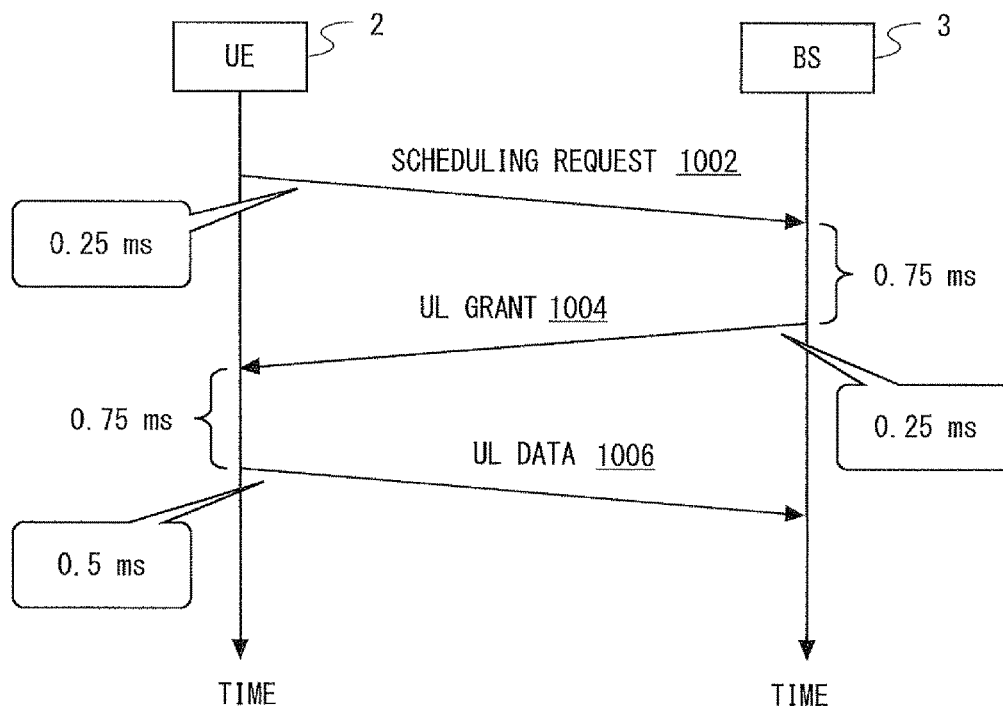 UE
2
BS
3
SCHEDULING REQUEST 1002
0.25 ms
0.75 ms
UL GRANT 1004
0.75 ms
0.25 ms
UL DATA 1006
0.5 ms
TIME
TIME